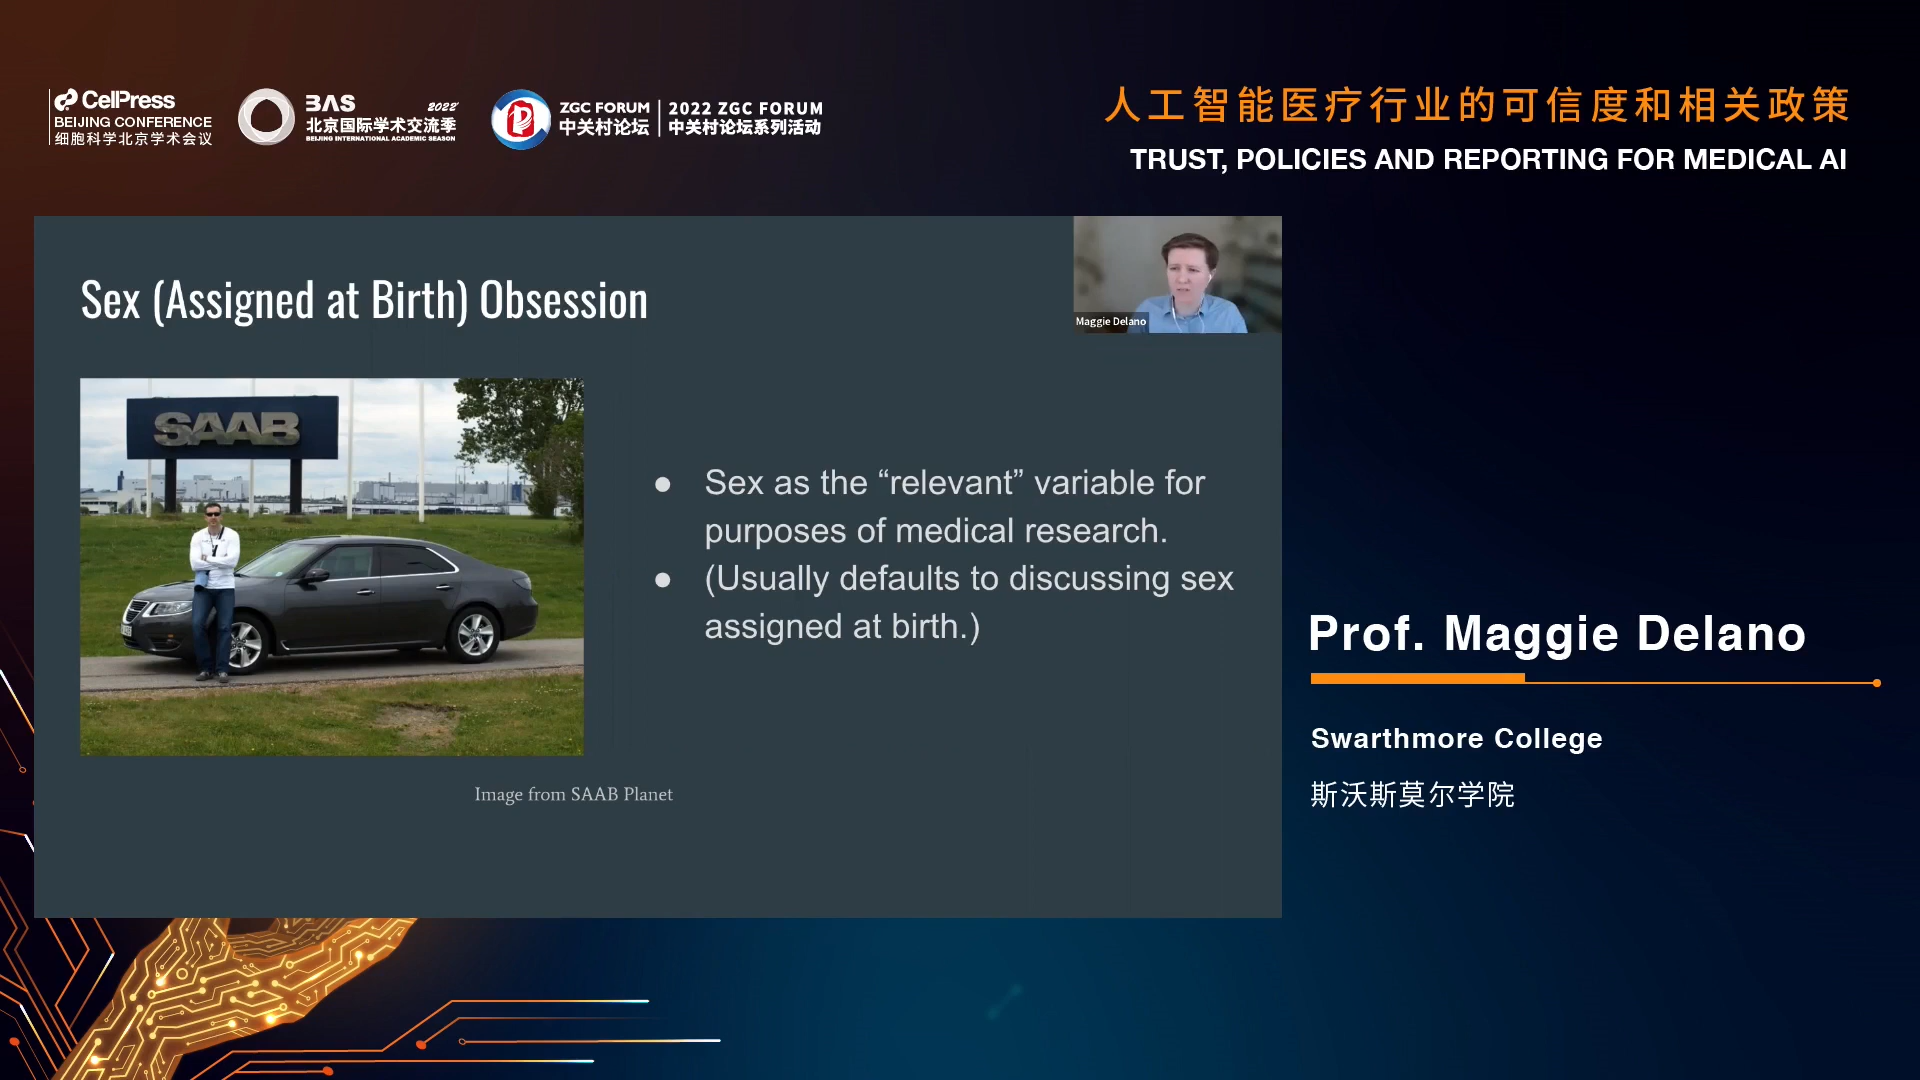 CellPress
BEIJING CONFERENCE
细胞科学北京学术会议
BAS 2022'
北京国际学术交流季
BEIJING INTERNATIONAL ACADEMIC SEASON
ZGC FORUM
中关村论坛
2022 ZGC FORUM
中关村论坛系列活动
人工智能医疗行业的可信度和相关政策
TRUST, POLICIES AND REPORTING FOR MEDICAL AI
Sex (Assigned at Birth) Obsession
Maggie Delano
SAAB
● Sex as the “relevant” variable for
purposes of medical research.
● (Usually defaults to discussing sex
assigned at birth.)
Image from SAAB Planet
Prof. Maggie Delano
Swarthmore College
斯沃斯莫尔学院